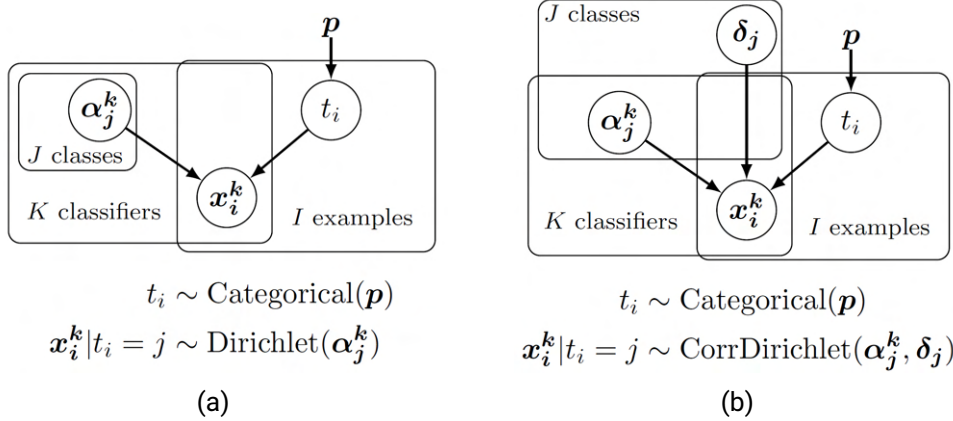 p
α_j^k
t_i
J classes
x_i^k
K classifiers
I examples
t_i ∼ Categorical(p)
x_i^k|t_i = j ∼ Dirichlet(α_j^k)
(a)
J classes
δ_j
p
α_j^k
t_i
x_i^k
K classifiers
I examples
t_i ∼ Categorical(p)
x_i^k|t_i = j ∼ CorrDirichlet(α_j^k, δ_j)
(b)